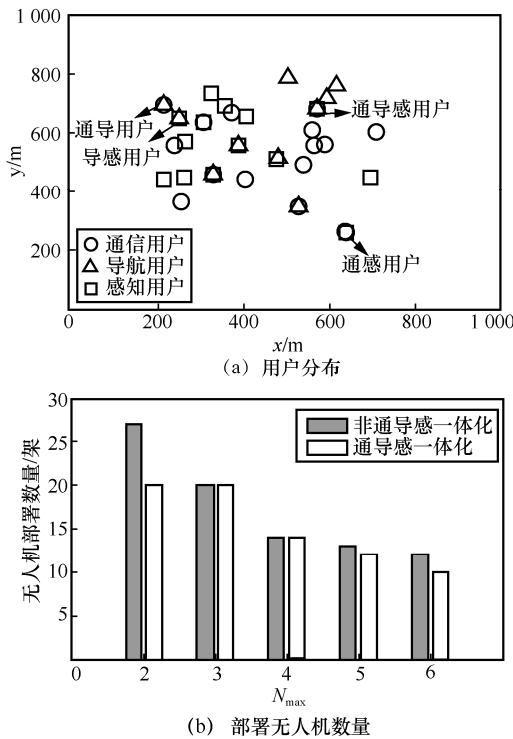 1 000
800
600
400
200
0
200
400
600
800
1 000
y/m
x/m
通导用户
导感用户
通导感用户
通感用户
通信用户
导航用户
感知用户
(a) 用户分布
30
25
20
15
10
5
0
2
3
4
5
6
无人机部署数量/架
非通导感一体化
通导感一体化
Nmax
(b) 部署无人机数量